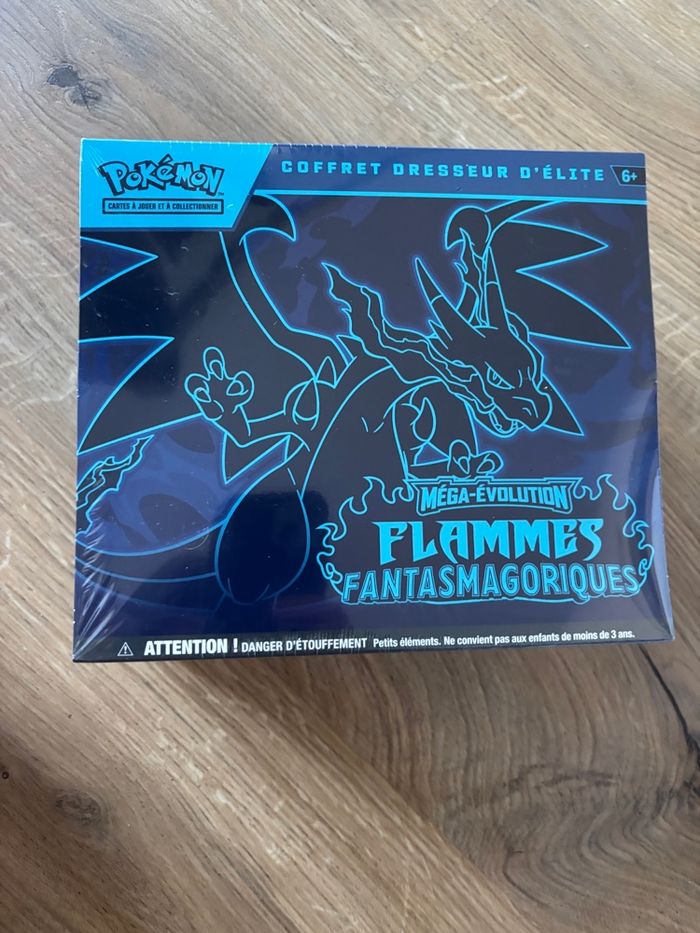 POKéMON
TM
CARTES À JOUER ET À COLLECTIONNER
COFFRET DRESSEUR D'ÉLITE
6+
MÉGA-ÉVOLUTION
FLAMMES
FANTASMAGORIQUES
ATTENTION ! DANGER D'ÉTOUFFEMENT Petits éléments. Ne convient pas aux enfants de moins de 3 ans.